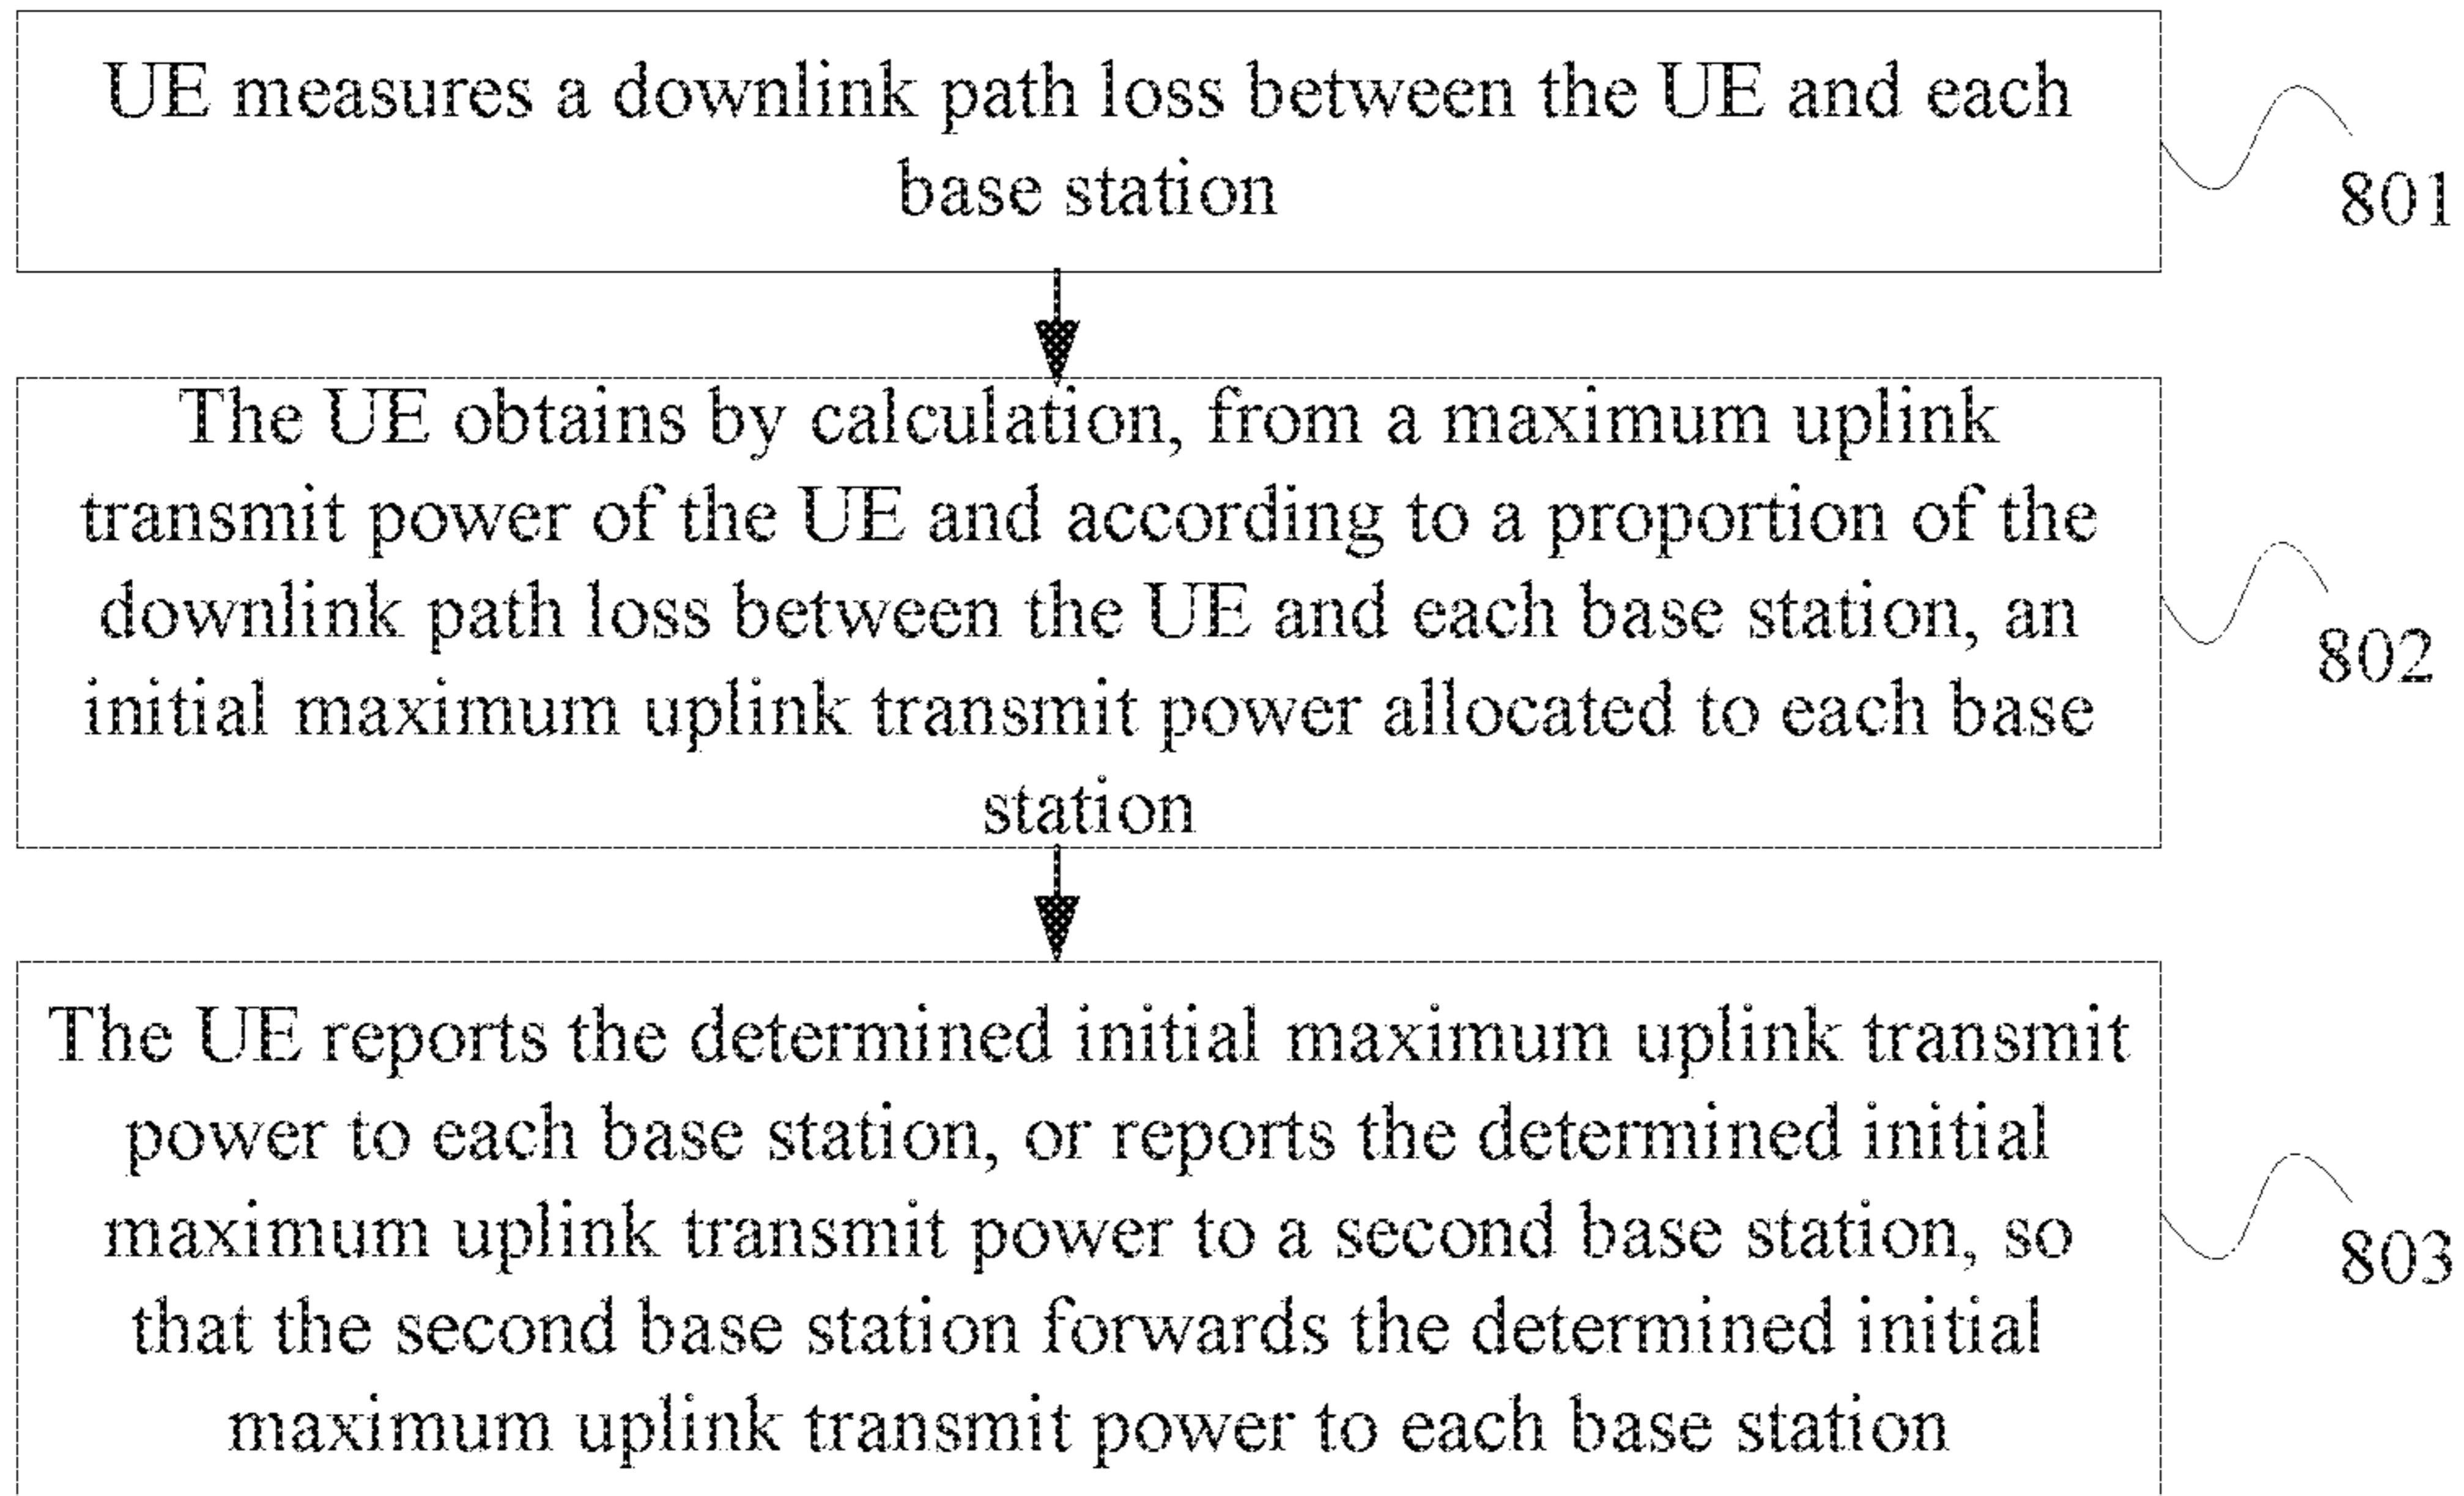 UE measures a downlink path loss between the UE and each
base station
801
The UE obtains by calculation, from a maximum uplink
transmit power of the UE and according to a proportion of the
downlink path loss between the UE and each base station, an
initial maximum uplink transmit power allocated to each base
station
802
The UE reports the determined initial maximum uplink transmit
power to each base station, or reports the determined initial
maximum uplink transmit power to a second base station, so
that the second base station forwards the determined initial
maximum uplink transmit power to each base station
803